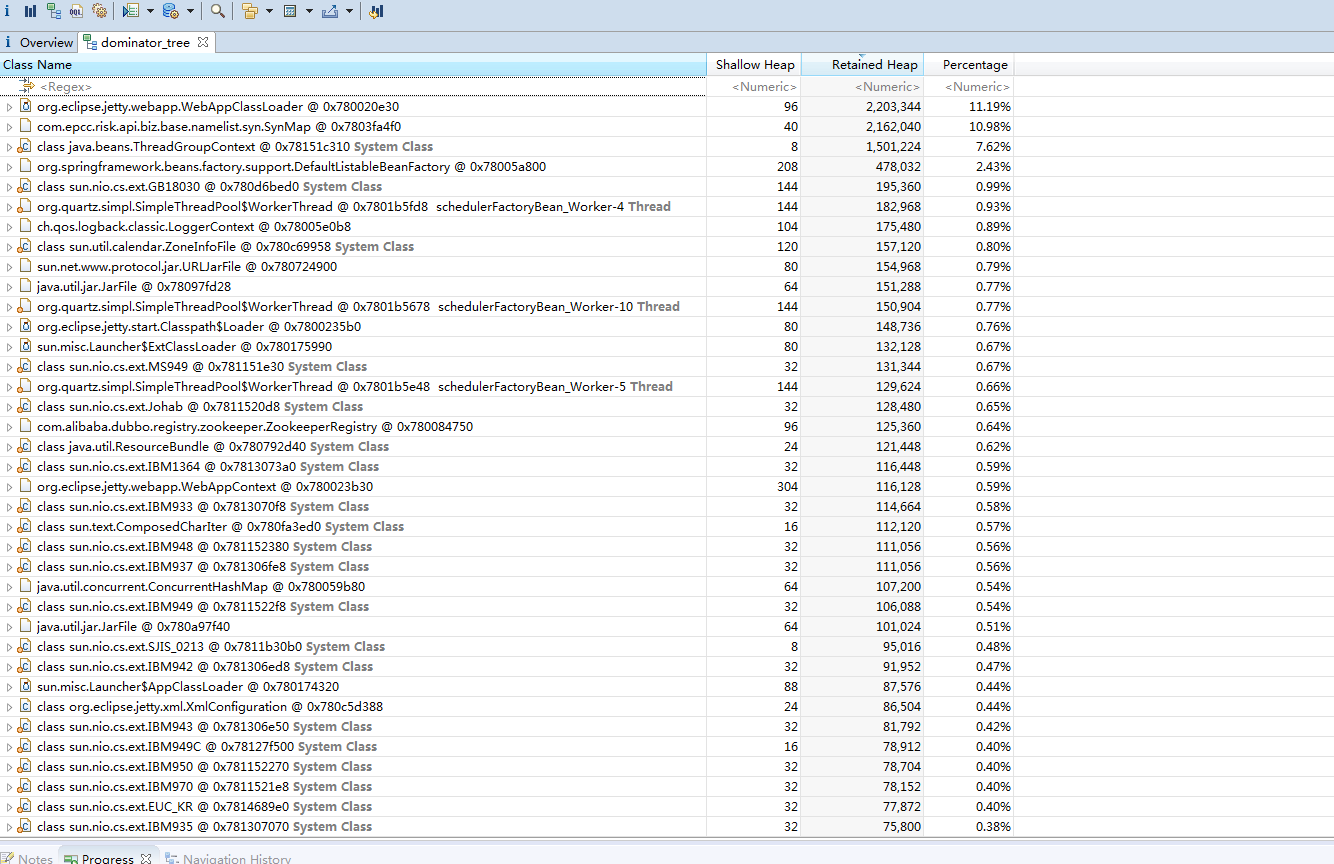 i OQL
i Overview dominator_tree
Class Name Shallow Heap Retained Heap Percentage
<Regex> <Numeric> <Numeric> <Numeric>
org.eclipse.jetty.webapp.WebAppClassLoader @ 0x780020e30 96 2,203,344 11.19%
com.epcc.risk.api.biz.base.namelist.syn.SynMap @ 0x7803fa4f0 40 2,162,040 10.98%
class java.beans.ThreadGroupContext @ 0x78151c310 System Class 8 1,501,224 7.62%
org.springframework.beans.factory.support.DefaultListableBeanFactory @ 0x78005a800 208 478,032 2.43%
class sun.nio.cs.ext.GB18030 @ 0x780d6bed0 System Class 144 195,360 0.99%
org.quartz.simpl.SimpleThreadPool$WorkerThread @ 0x7801b5fd8 schedulerFactoryBean_Worker-4 Thread 144 182,968 0.93%
ch.qos.logback.classic.LoggerContext @ 0x78005e0b8 104 175,480 0.89%
class sun.util.calendar.ZoneInfoFile @ 0x780c69958 System Class 120 157,120 0.80%
sun.net.www.protocol.jar.URLJarFile @ 0x780724900 80 154,968 0.79%
java.util.jar.JarFile @ 0x78097fd28 64 151,288 0.77%
org.quartz.simpl.SimpleThreadPool$WorkerThread @ 0x7801b5678 schedulerFactoryBean_Worker-10 Thread 144 150,904 0.77%
org.eclipse.jetty.start.Classpath$Loader @ 0x7800235b0 80 148,736 0.76%
sun.misc.Launcher$ExtClassLoader @ 0x780175990 80 132,128 0.67%
class sun.nio.cs.ext.MS949 @ 0x781151e30 System Class 32 131,344 0.67%
org.quartz.simpl.SimpleThreadPool$WorkerThread @ 0x7801b5e48 schedulerFactoryBean_Worker-5 Thread 144 129,624 0.66%
class sun.nio.cs.ext.Johab @ 0x7811520d8 System Class 32 128,480 0.65%
com.alibaba.dubbo.registry.zookeeper.ZookeeperRegistry @ 0x780084750 96 125,360 0.64%
class java.util.ResourceBundle @ 0x780792d40 System Class 24 121,448 0.62%
class sun.nio.cs.ext.IBM1364 @ 0x7813073a0 System Class 32 116,448 0.59%
org.eclipse.jetty.webapp.WebAppContext @ 0x780023b30 304 116,128 0.59%
class sun.nio.cs.ext.IBM933 @ 0x7813070f8 System Class 32 114,664 0.58%
class sun.text.ComposedCharIter @ 0x780fa3ed0 System Class 16 112,120 0.57%
class sun.nio.cs.ext.IBM948 @ 0x781152380 System Class 32 111,056 0.56%
class sun.nio.cs.ext.IBM937 @ 0x781306fe8 System Class 32 111,056 0.56%
java.util.concurrent.ConcurrentHashMap @ 0x780059b80 64 107,200 0.54%
class sun.nio.cs.ext.IBM949 @ 0x7811522f8 System Class 32 106,088 0.54%
java.util.jar.JarFile @ 0x780a97f40 64 101,024 0.51%
class sun.nio.cs.ext.SJIS_0213 @ 0x7811b30b0 System Class 8 95,016 0.48%
class sun.nio.cs.ext.IBM942 @ 0x781306ed8 System Class 32 91,952 0.47%
sun.misc.Launcher$AppClassLoader @ 0x780174320 88 87,576 0.44%
class org.eclipse.jetty.xml.XmlConfiguration @ 0x780c5d388 24 86,504 0.44%
class sun.nio.cs.ext.IBM943 @ 0x781306e50 System Class 32 81,792 0.42%
class sun.nio.cs.ext.IBM949C @ 0x78127f500 System Class 16 78,912 0.40%
class sun.nio.cs.ext.IBM950 @ 0x781152270 System Class 32 78,704 0.40%
class sun.nio.cs.ext.IBM970 @ 0x7811521e8 System Class 32 78,152 0.40%
class sun.nio.cs.ext.EUC_KR @ 0x7814689e0 System Class 32 77,872 0.40%
class sun.nio.cs.ext.IBM935 @ 0x781307070 System Class 32 75,800 0.38%
Notes Progress Navigation History